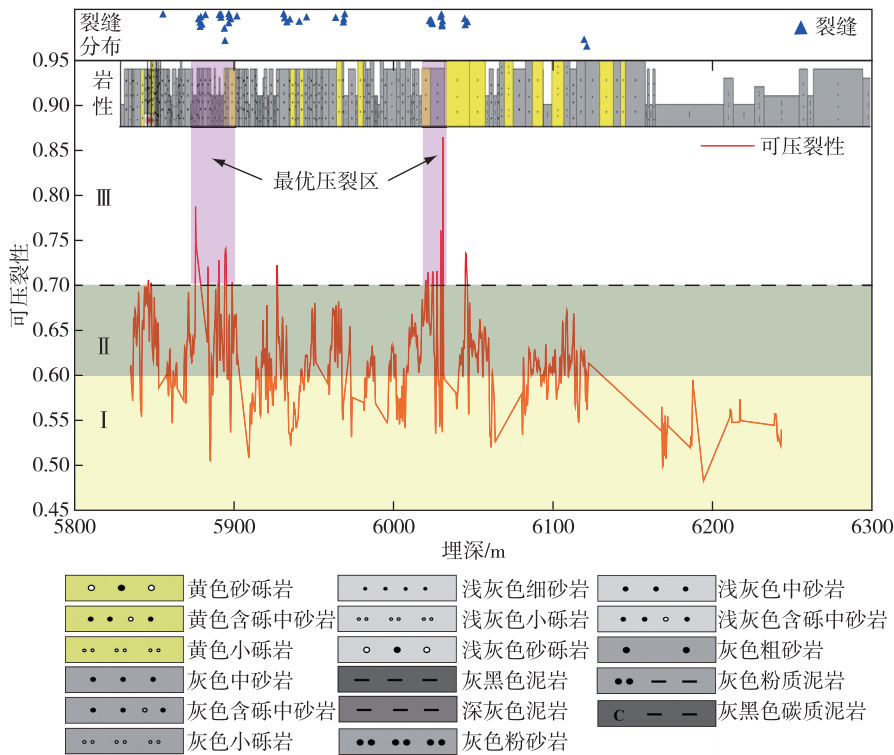 裂缝
分布
裂缝
0.95
岩
性
0.90
0.85
可压裂性
最优压裂区
0.80
Ⅲ
0.75
可压裂性
0.70
0.65
Ⅱ
0.60
0.55
Ⅰ
0.50
0.45
5800 5900 6000 6100 6200 6300
埋深/m
黄色砂砾岩 浅灰色细砂岩 浅灰色中砂岩
黄色含砾中砂岩 浅灰色小砾岩 浅灰色含砾中砂岩
黄色小砾岩 浅灰色砂砾岩 灰色粗砂岩
灰色中砂岩 灰黑色泥岩 灰色粉质泥岩
灰色含砾中砂岩 深灰色泥岩 C 灰黑色碳质泥岩
灰色小砾岩 灰色粉砂岩